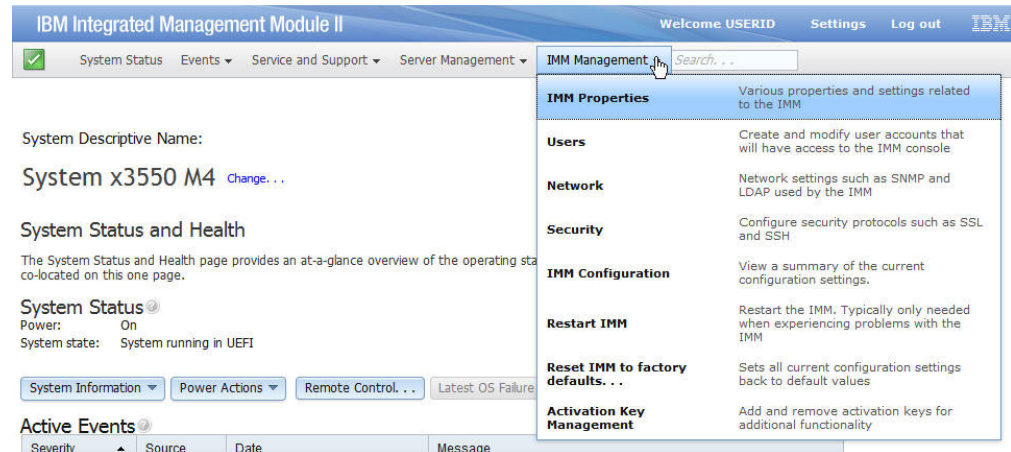 IBM Integrated Management Module II
Welcome USERID Settings Log out IBM
System Status Events Service and Support Server Management IMM Management Search. . .
IMM Properties
Various properties and settings related
to the IMM
Users
Create and modify user accounts that
will have access to the IMM console
Network
Network settings such as SNMP and
LDAP used by the IMM
Security
Configure security protocols such as SSL
and SSH
IMM Configuration
View a summary of the current
configuration settings.
Restart IMM
Restart the IMM. Typically only needed
when experiencing problems with the
IMM
Reset IMM to factory
defaults. . .
Sets all current configuration settings
back to default values
Activation Key
Management
Add and remove activation keys for
additional functionality
System Descriptive Name:
System x3550 M4 Change. . .
System Status and Health
The System Status and Health page provides an at-a-glance overview of the operating sta
co-located on this one page.
System Status
Power: On
System state: System running in UEFI
System Information Power Actions Remote Control. . . Latest OS Failure
Active Events
Severity Source Date Message